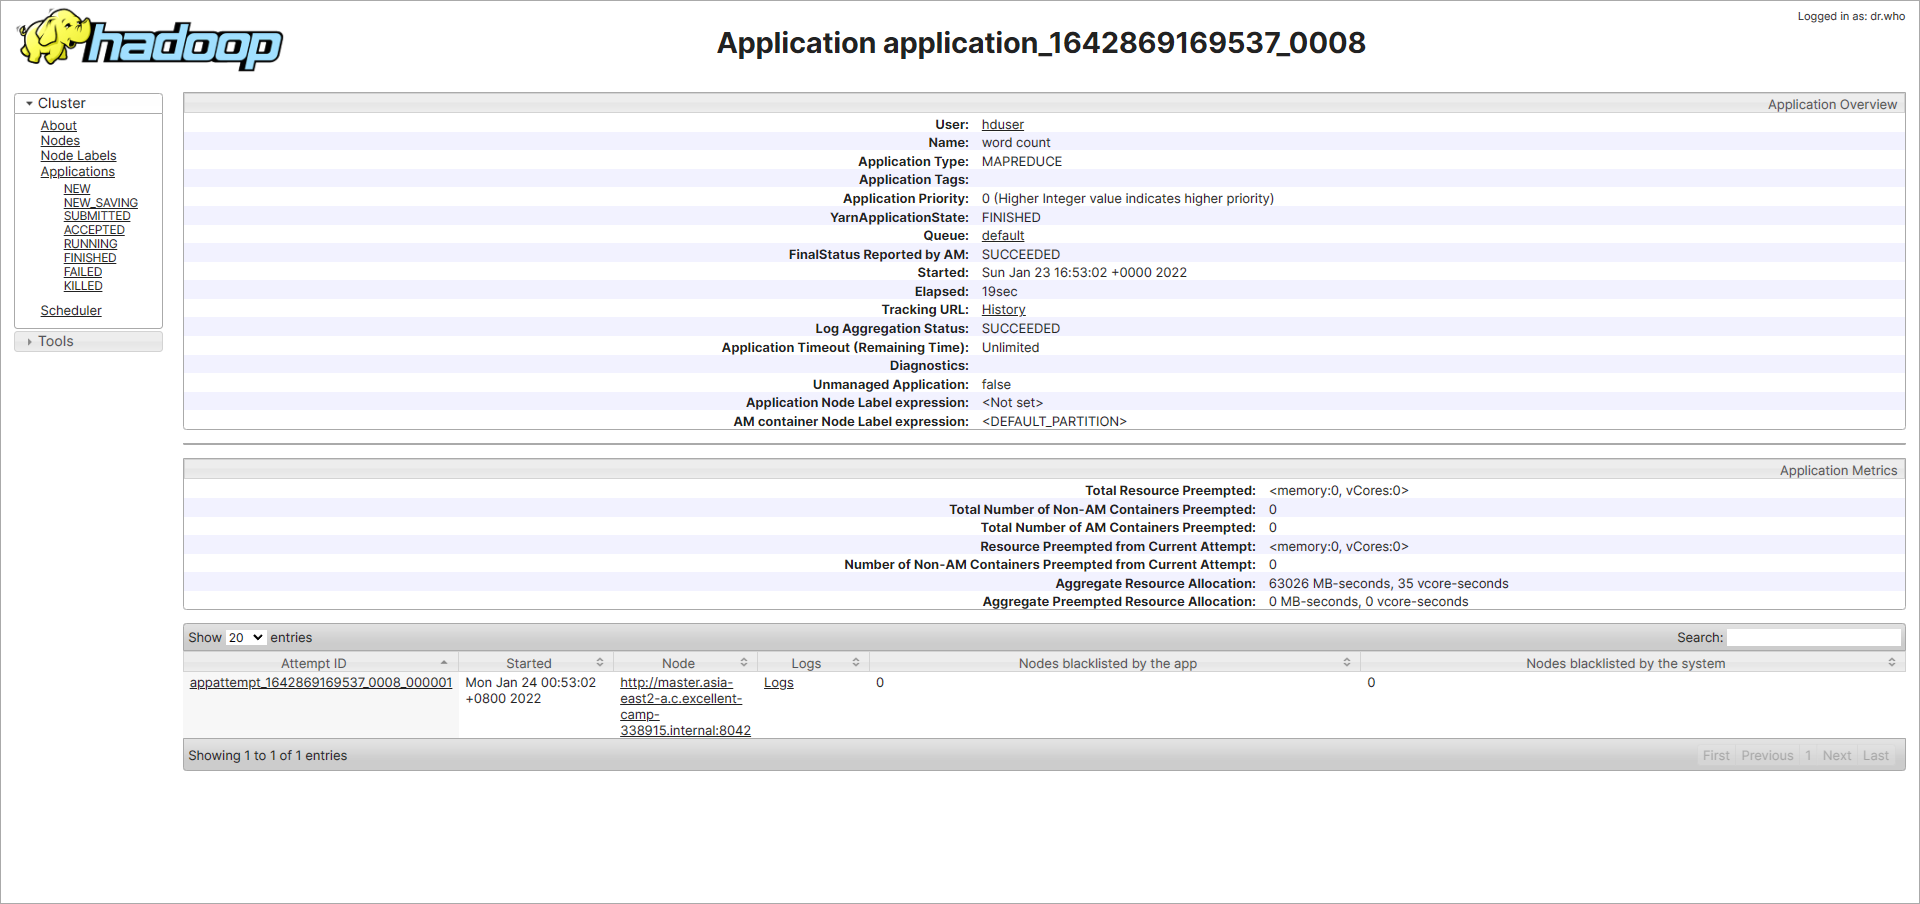 Logged in as: dr.who
hadoop
Application application_1642869169537_0008
Cluster
About
Nodes
Node Labels
Applications
NEW
NEW_SAVING
SUBMITTED
ACCEPTED
RUNNING
FINISHED
FAILED
KILLED
Scheduler
Tools
Application Overview
User: hduser
Name: word count
Application Type: MAPREDUCE
Application Tags:
Application Priority: 0 (Higher Integer value indicates higher priority)
YarnApplicationState: FINISHED
Queue: default
FinalStatus Reported by AM: SUCCEEDED
Started: Sun Jan 23 16:53:02 +0000 2022
Elapsed: 19sec
Tracking URL: History
Log Aggregation Status: SUCCEEDED
Application Timeout (Remaining Time): Unlimited
Diagnostics:
Unmanaged Application: false
Application Node Label expression: <Not set>
AM container Node Label expression: <DEFAULT_PARTITION>
Application Metrics
Total Resource Preempted: <memory:0, vCores:0>
Total Number of Non-AM Containers Preempted: 0
Total Number of AM Containers Preempted: 0
Resource Preempted from Current Attempt: <memory:0, vCores:0>
Number of Non-AM Containers Preempted from Current Attempt: 0
Aggregate Resource Allocation: 63026 MB-seconds, 35 vcore-seconds
Aggregate Preempted Resource Allocation: 0 MB-seconds, 0 vcore-seconds
Show 20 entries Search:
Attempt ID Started Node Logs Nodes blacklisted by the app Nodes blacklisted by the system
appattempt_1642869169537_0008_000001 Mon Jan 24 00:53:02 http://master.asia- Logs 0 0
+0800 2022 east2-a.c.excellent-
camp-
338915.internal:8042
Showing 1 to 1 of 1 entries First Previous 1 Next Last